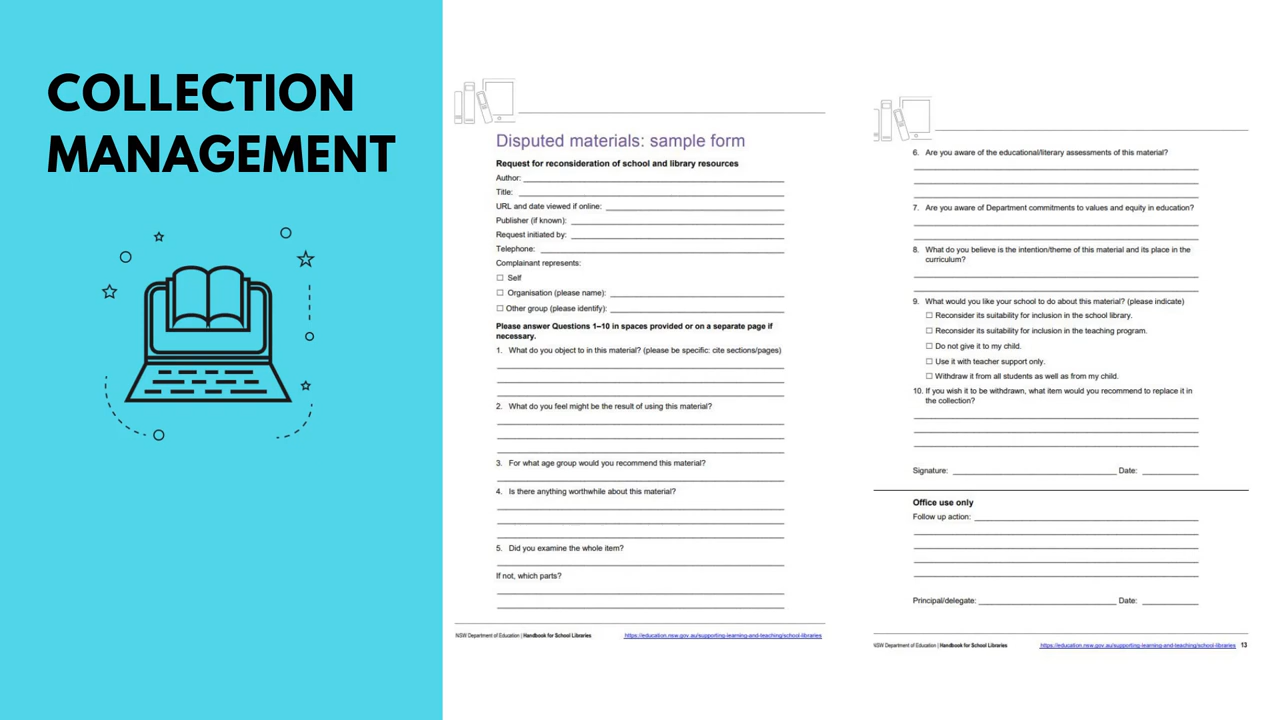 COLLECTION
MANAGEMENT
Disputed materials: sample form
Request for reconsideration of school and library resources
Author:
Title:
URL and date viewed if online:
Publisher (if known):
Request initiated by:
Telephone:
Complainant represents:
☐ Self
☐ Organisation (please name):
☐ Other group (please identify):
Please answer Questions 1–10 in spaces provided or on a separate page if
necessary.
1. What do you object to in this material? (please be specific: cite sections/pages)
2. What do you feel might be the result of using this material?
3. For what age group would you recommend this material?
4. Is there anything worthwhile about this material?
5. Did you examine the whole item?
If not, which parts?
NSW Department of Education | Handbook for School Libraries https://education.nsw.gov.au/supporting-learning-and-teaching/school-libraries
6. Are you aware of the educational/literary assessments of this material?
7. Are you aware of Department commitments to values and equity in education?
8. What do you believe is the intention/theme of this material and its place in the
curriculum?
9. What would you like your school to do about this material? (please indicate)
☐ Reconsider its suitability for inclusion in the school library.
☐ Reconsider its suitability for inclusion in the teaching program.
☐ Do not give it to my child.
☐ Use it with teacher support only.
☐ Withdraw it from all students as well as from my child.
10. If you wish it to be withdrawn, what item would you recommend to replace it in
the collection?
Signature: Date:
Office use only
Follow up action:
Principal/delegate: Date:
NSW Department of Education | Handbook for School Libraries https://education.nsw.gov.au/supporting-learning-and-teaching/school-libraries 13